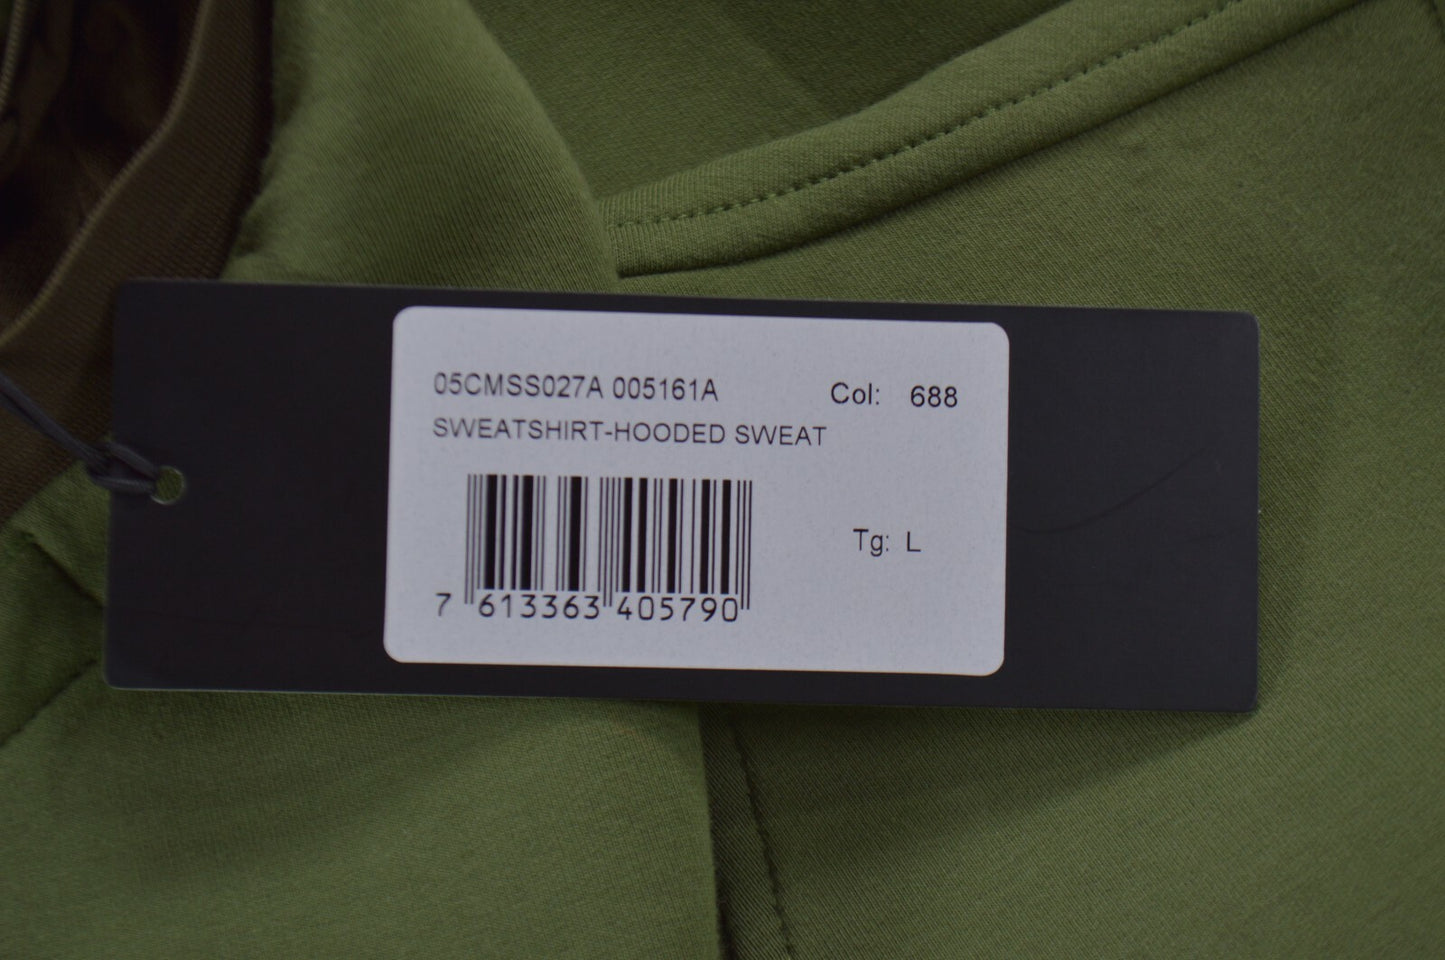 05CMSS027A 005161A Col: 688
SWEATSHIRT-HOODED SWEAT
Tg: L
7 613363 405790